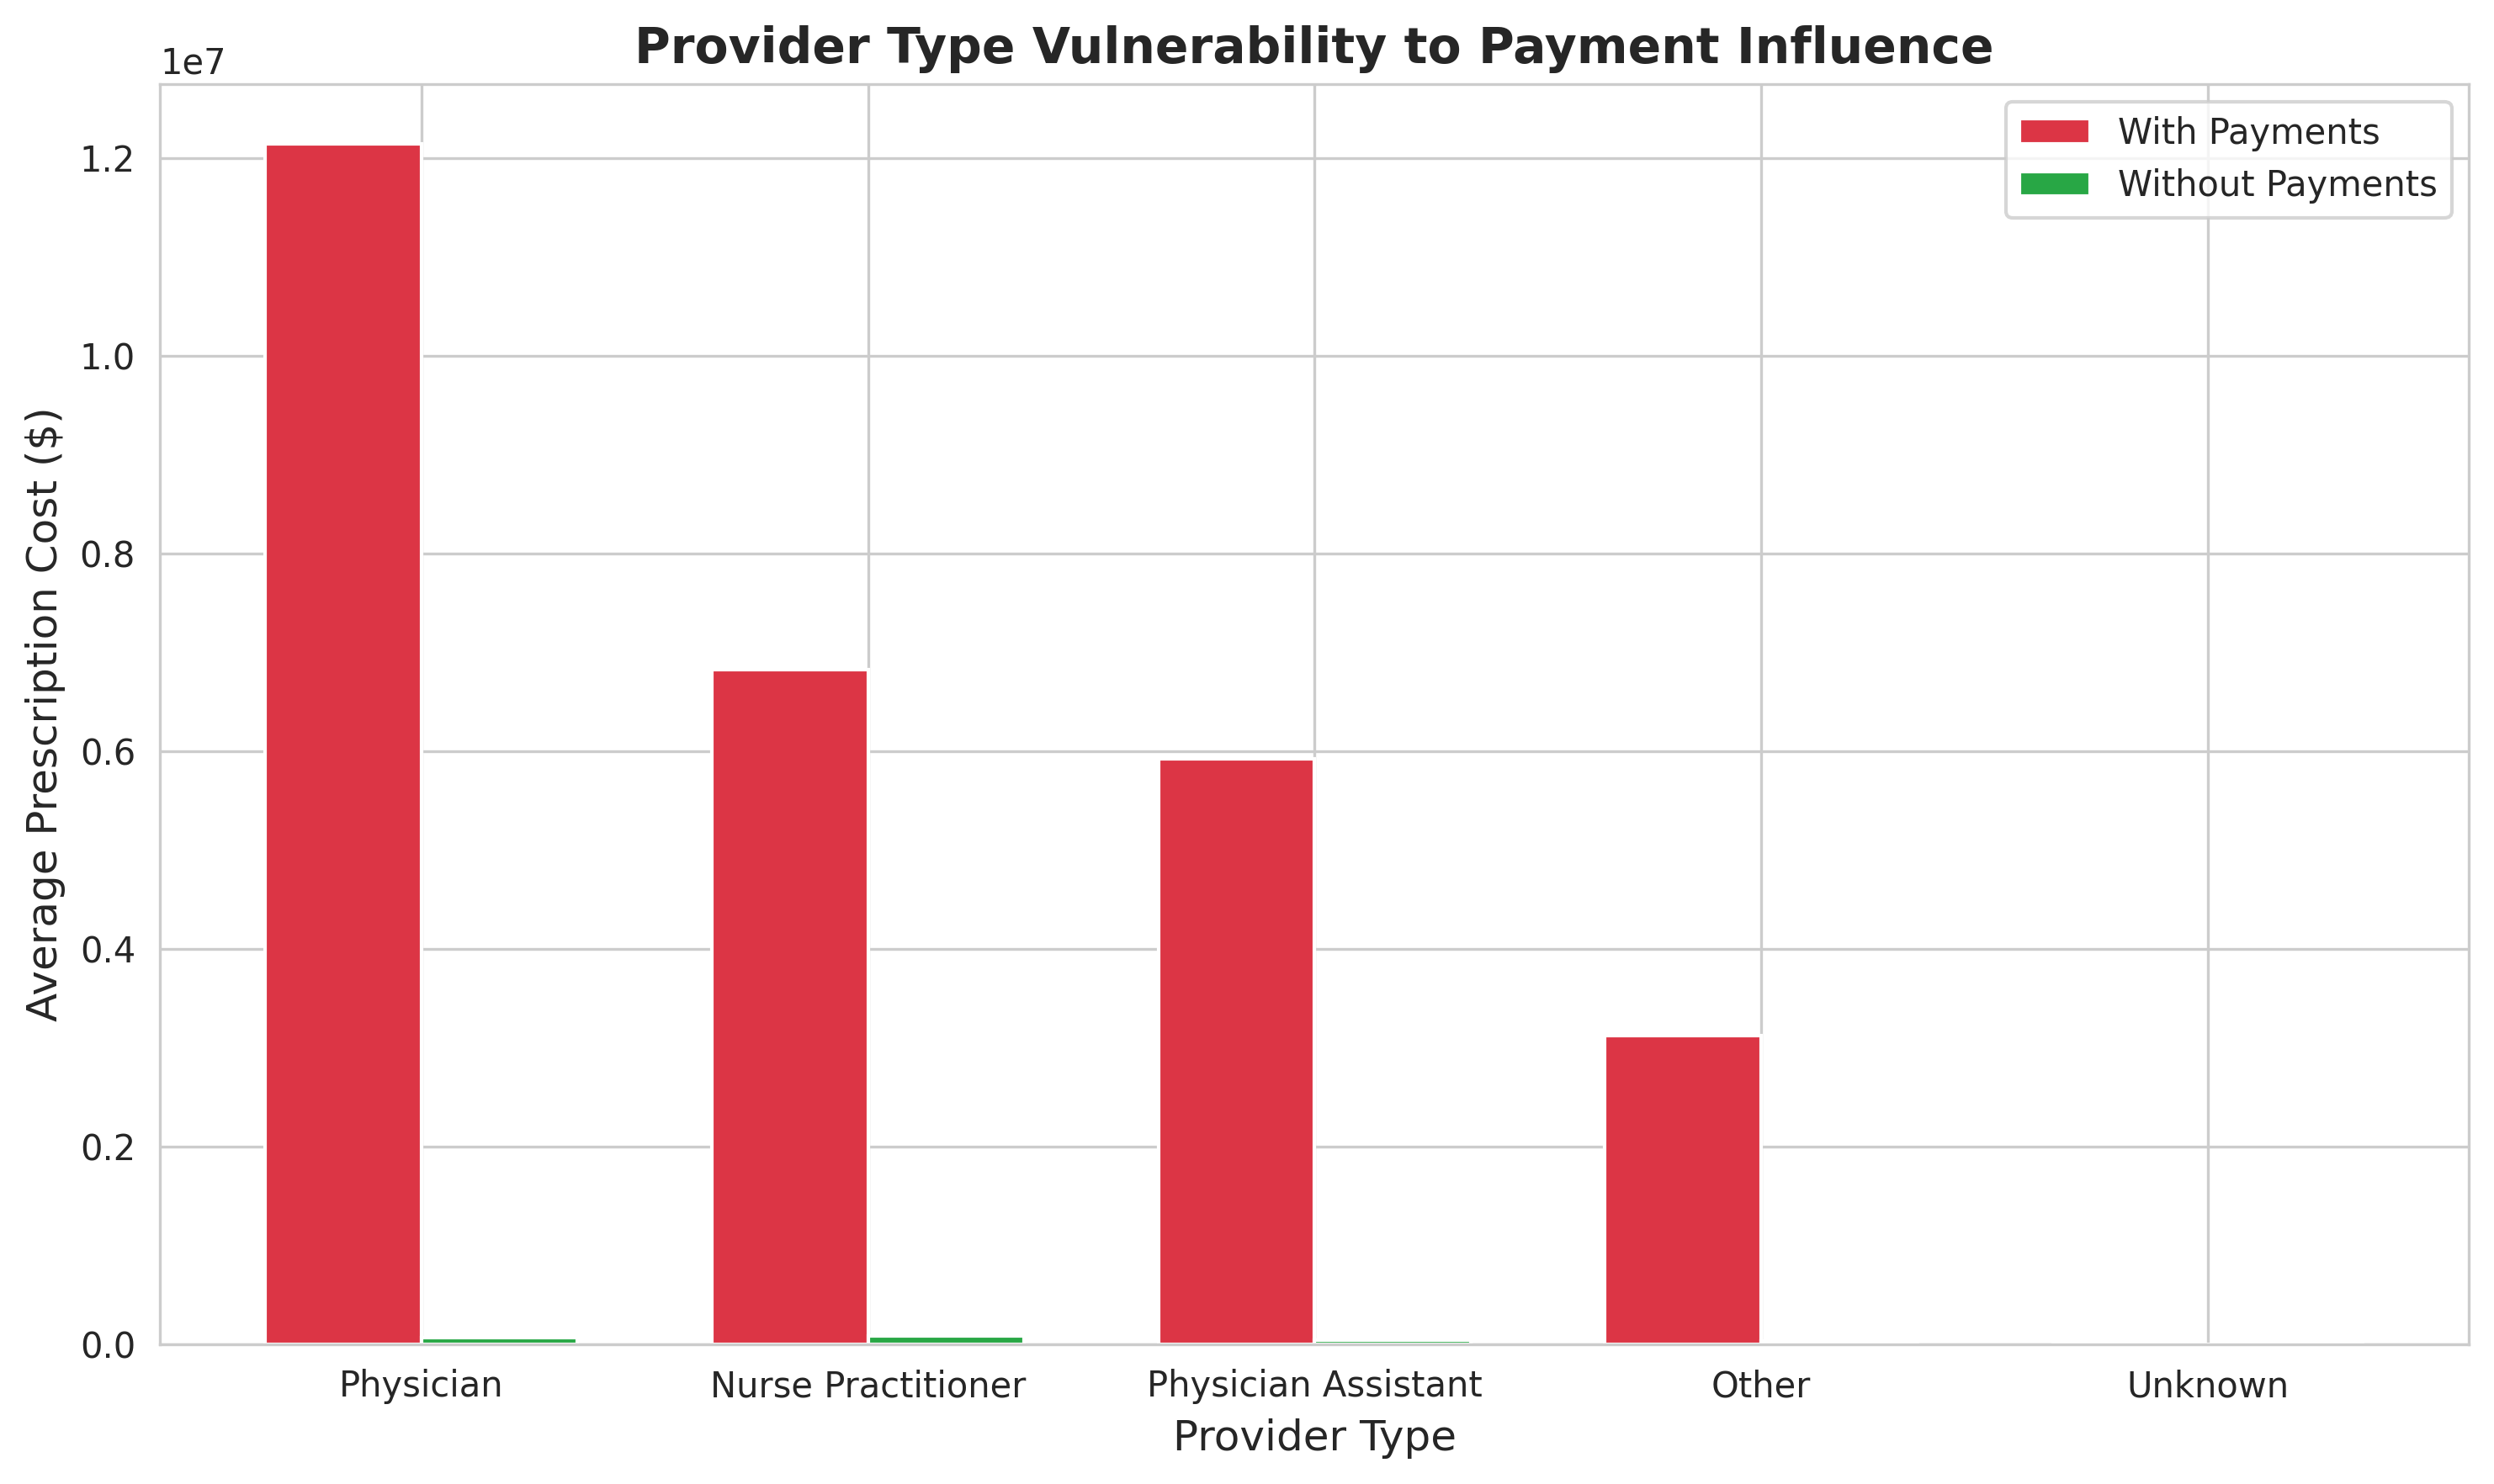 Provider Type Vulnerability to Payment Influence
1e7
With Payments
Without Payments
1.2
1.0
0.8
0.6
0.4
0.2
0.0
Average Prescription Cost ($)
Physician
Nurse Practitioner
Physician Assistant
Other
Unknown
Provider Type